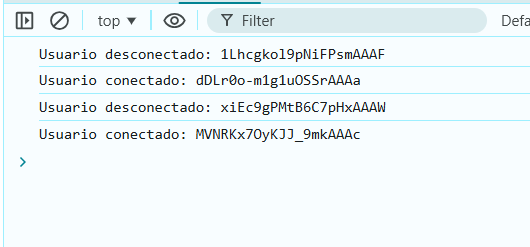 top Filter Defa
Usuario desconectado: 1Lhcgkol9pNiFPsmAAAF
Usuario conectado: dDLr0o-m1g1uOSSrAAAa
Usuario desconectado: xiEc9gPMtB6C7pHxAAAW
Usuario conectado: MVNRKx7OyKJJ_9mkAAAc